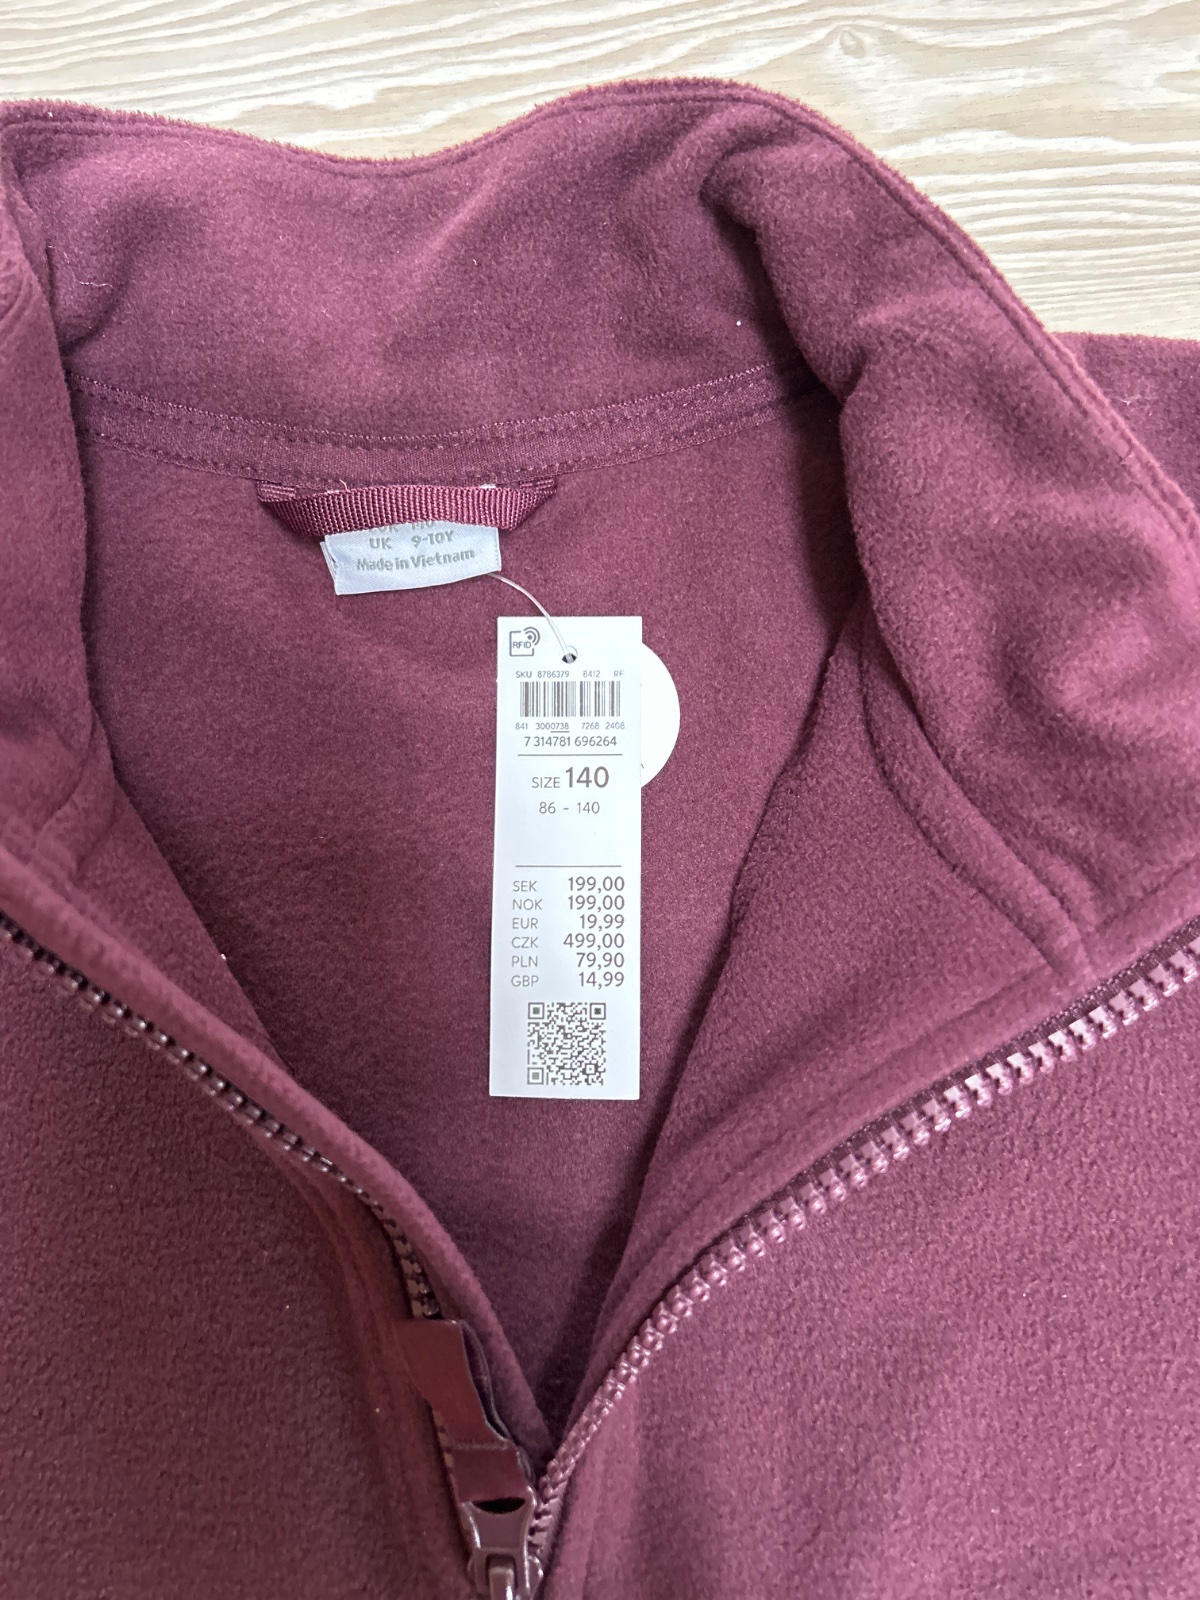 UK 9-10Y
Made in Vietnam
RFID
SKU 8786379 8412 RF
841 3000738 7268 2408
7 314781 696264
SIZE 140
86 - 140
SEK 199,00
NOK 199,00
EUR 19,99
CZK 499,00
PLN 79,90
GBP 14,99